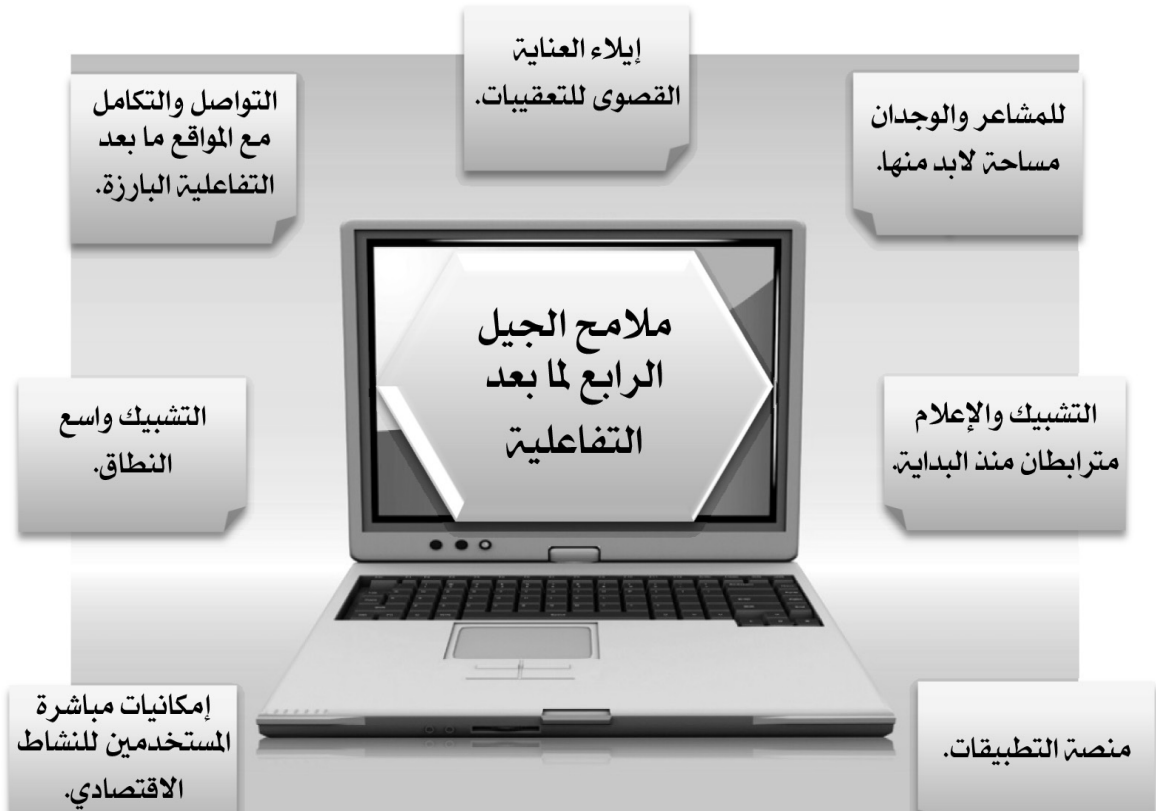 إيلاء العناية
القصوى للتعقيبات.
للمشاعر والوجدان
مساحة لابد منها.
التواصل والتكامل
مع المواقع ما بعد
التفاعلية البارزة.
ملامح الجيل
الرابع لما بعد
التفاعلية
التشبيك والإعلام
مترابطان منذ البداية.
التشبيك واسع
النطاق.
منصة التطبيقات.
إمكانيات مباشرة
المستخدمين للنشاط
الاقتصادي.